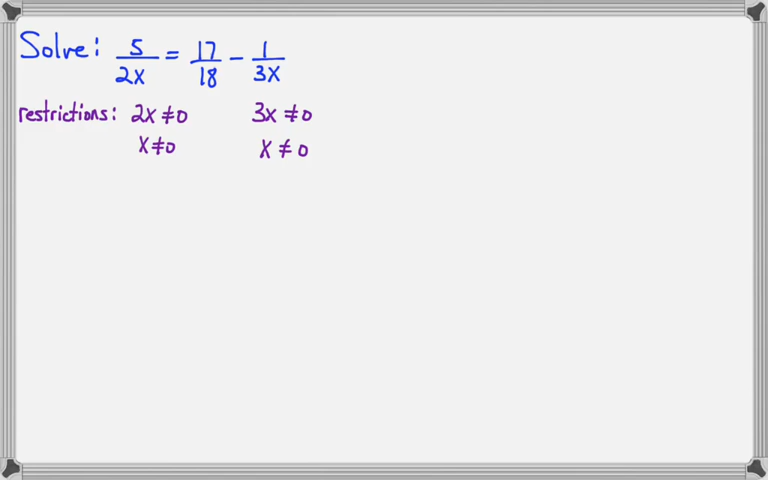 Solve: 5/2x = 17/18 - 1/3x
restrictions: 2x ≠ 0 3x ≠ 0
x ≠ 0 x ≠ 0